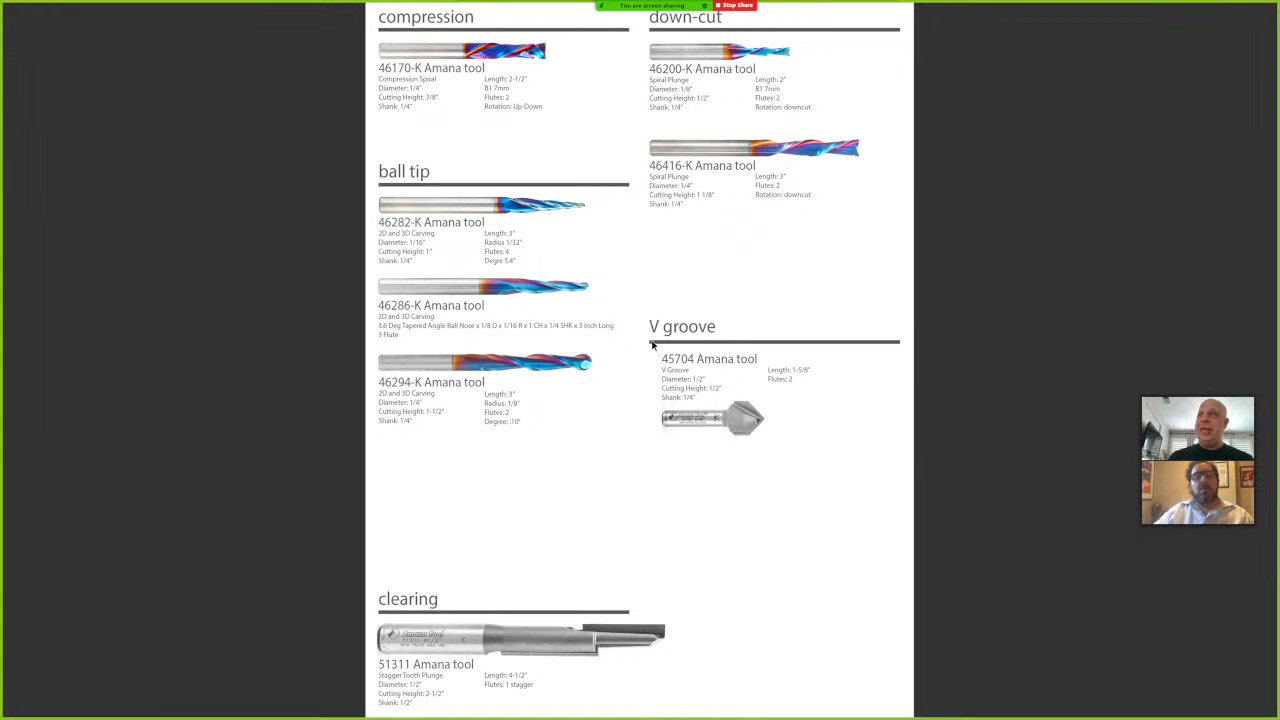 You are screen sharing
Stop Share
compression
46170-K Amana tool
Compression Spiral
Diameter: 1/4"
Cutting Height: 7/8"
Shank: 1/4"
Length: 2-1/2"
B1 7mm
Flutes: 2
Rotation: Up-Down
ball tip
46282-K Amana tool
2D and 3D Carving
Diameter: 1/16"
Cutting Height: 1"
Shank: 1/4"
Length: 3"
Radius 1/32"
Flutes: 4
Degre 5.4°
46286-K Amana tool
2D and 3D Carving
3.6 Deg Tapered Angle Ball Nose x 1/8 D x 1/16 R x 1 CH x 1/4 SHK x 3 Inch Long
3 Flute
46294-K Amana tool
2D and 3D Carving
Diameter: 1/4"
Cutting Height: 1-1/2"
Shank: 1/4"
Length: 3"
Radius: 1/8"
Flutes: 2
Degree: .10°
clearing
Amana Tool
51311 Amana tool
Stagger Tooth Plunge
Diameter: 1/2"
Cutting Height: 2-1/2"
Shank: 1/2"
Length: 4-1/2"
Flutes: 1 stagger
down-cut
46200-K Amana tool
Spiral Plunge
Diameter: 1/8"
Cutting Height: 1/2"
Shank: 1/4"
Length: 2"
B1 7mm
Flutes: 2
Rotation: downcut
46416-K Amana tool
Spiral Plunge
Diameter: 1/4"
Cutting Height: 1 1/8"
Shank: 1/4"
Length: 3"
Flutes: 2
Rotation: downcut
V groove
45704 Amana tool
V Groove
Diameter: 1/2"
Cutting Height: 1/2"
Shank: 1/4"
Length: 1-5/8"
Flutes: 2